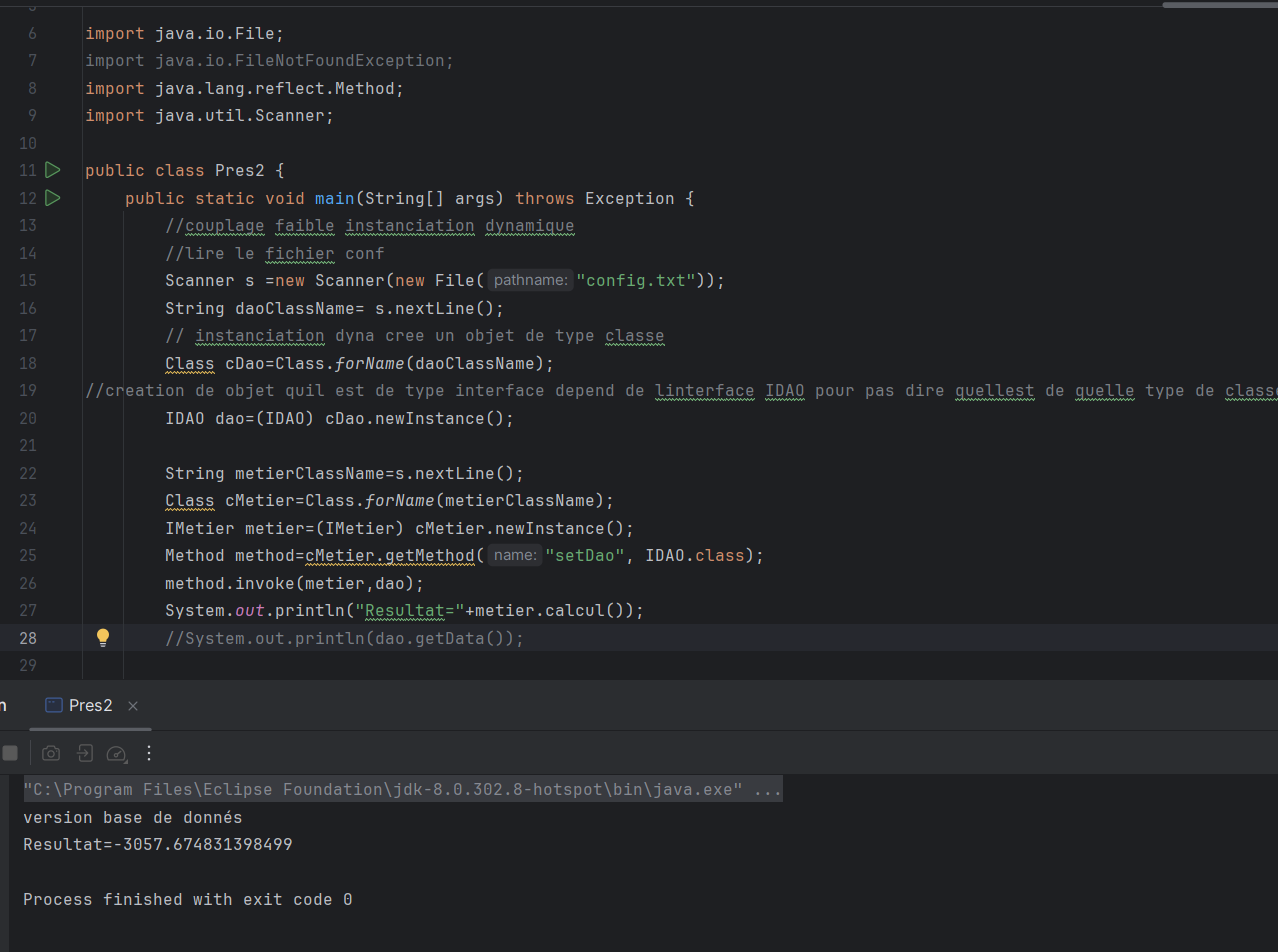 6 import java.io.File;
7 import java.io.FileNotFoundException;
8 import java.lang.reflect.Method;
9 import java.util.Scanner;
10
11 public class Pres2 {
12 public static void main(String[] args) throws Exception {
13 //couplage faible instanciation dynamique
14 //lire le fichier conf
15 Scanner s =new Scanner(new File( pathname: "config.txt"));
16 String daoClassName= s.nextLine();
17 // instanciation dyna cree un objet de type classe
18 Class cDao=Class.forName(daoClassName);
19 //creation de objet quil est de type interface depend de linterface IDAO pour pas dire quellest de quelle type de classe
20 IDAO dao=(IDAO) cDao.newInstance();
21
22 String metierClassName=s.nextLine();
23 Class cMetier=Class.forName(metierClassName);
24 IMetier metier=(IMetier) cMetier.newInstance();
25 Method method=cMetier.getMethod( name: "setDao", IDAO.class);
26 method.invoke(metier,dao);
27 System.out.println("Resultat="+metier.calcul());
28 //System.out.println(dao.getData());
29
Pres2
"C:\Program Files\Eclipse Foundation\jdk-8.0.302.8-hotspot\bin\java.exe" ...
version base de donnés
Resultat=-3057.674831398499
Process finished with exit code 0